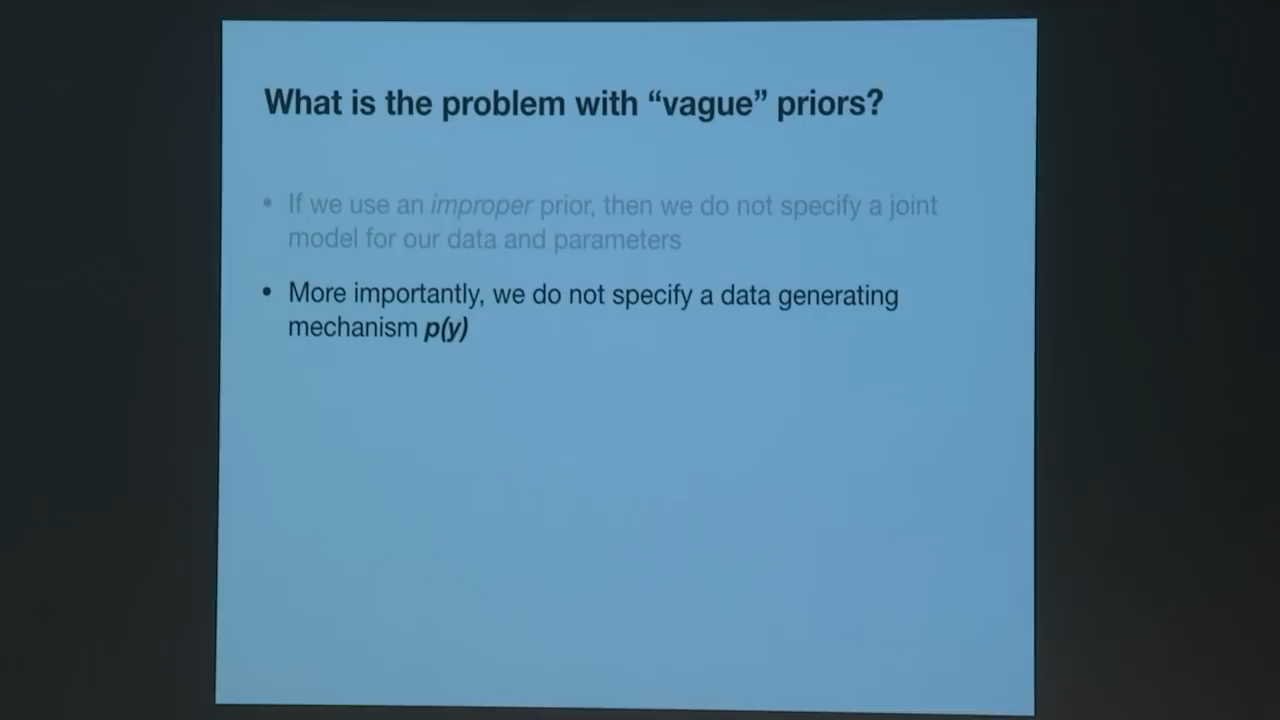 What is the problem with “vague” priors?
• If we use an improper prior, then we do not specify a joint
model for our data and parameters
• More importantly, we do not specify a data generating
mechanism p(y)